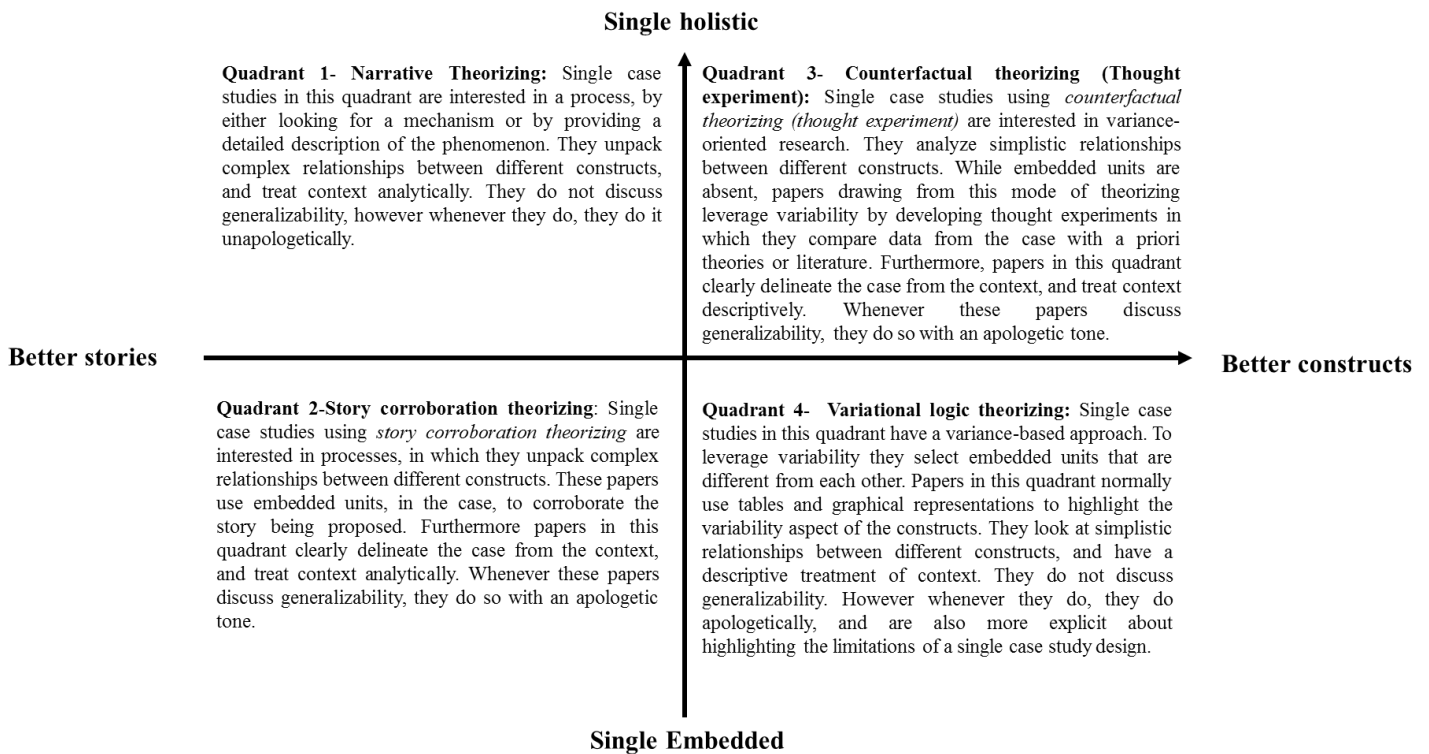 Single holistic
Quadrant 1- Narrative Theorizing: Single case
studies in this quadrant are interested in a process, by
either looking for a mechanism or by providing a
detailed description of the phenomenon. They unpack
complex relationships between different constructs,
and treat context analytically. They do not discuss
generalizability, however whenever they do, they do it
unapologetically.
Quadrant 3- Counterfactual theorizing (Thought
experiment): Single case studies using counterfactual
theorizing (thought experiment) are interested in variance-
oriented research. They analyze simplistic relationships
between different constructs. While embedded units are
absent, papers drawing from this mode of theorizing
leverage variability by developing thought experiments in
which they compare data from the case with a priori
theories or literature. Furthermore, papers in this quadrant
clearly delineate the case from the context, and treat context
descriptively. Whenever these papers discuss
generalizability, they do so with an apologetic tone.
Better stories
Better constructs
Quadrant 2-Story corroboration theorizing: Single
case studies using story corroboration theorizing are
interested in processes, in which they unpack complex
relationships between different constructs. These papers
use embedded units, in the case, to corroborate the
story being proposed. Furthermore papers in this
quadrant clearly delineate the case from the context,
and treat context analytically. Whenever these papers
discuss generalizability, they do so with an apologetic
tone.
Quadrant 4- Variational logic theorizing: Single case
studies in this quadrant have a variance-based approach. To
leverage variability they select embedded units that are
different from each other. Papers in this quadrant normally
use tables and graphical representations to highlight the
variability aspect of the constructs. They look at simplistic
relationships between different constructs, and have a
descriptive treatment of context. They do not discuss
generalizability. However whenever they do, they do
apologetically, and are also more explicit about
highlighting the limitations of a single case study design.
Single Embedded